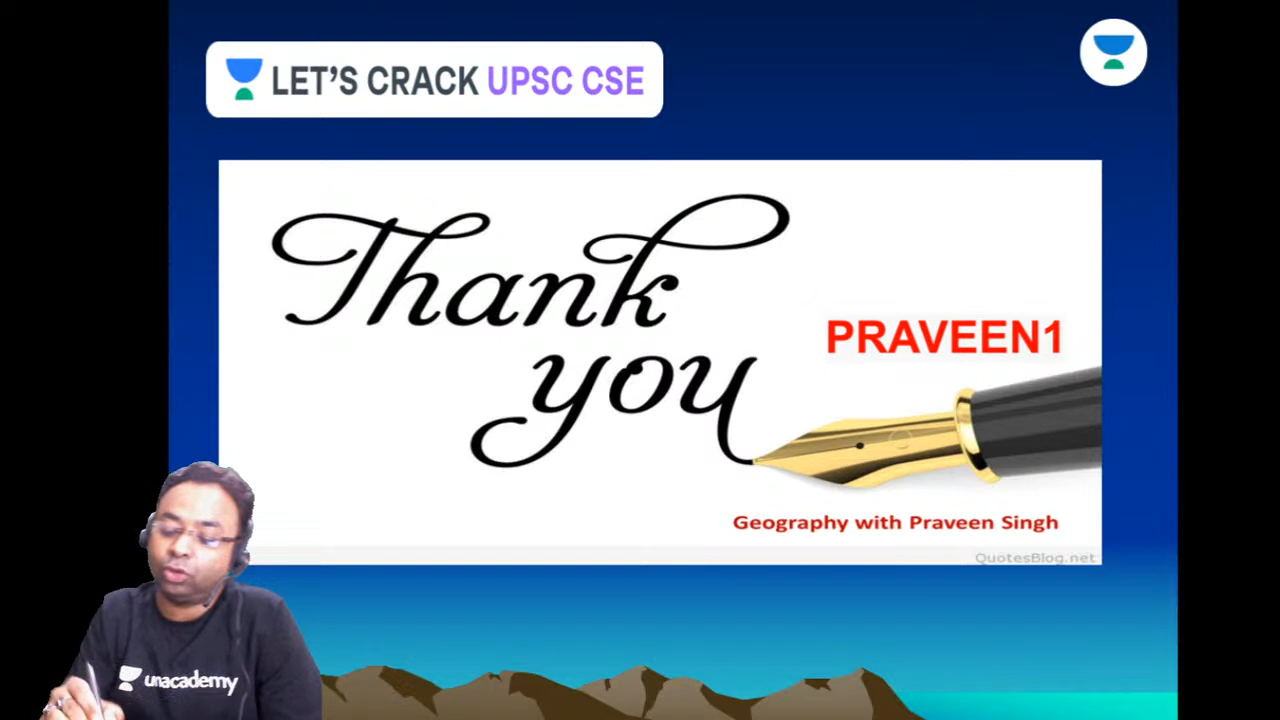 LET'S CRACK UPSC CSE
Thank
you
PRAVEEN1
Geography with Praveen Singh
QuotesBlog.net
unacademy